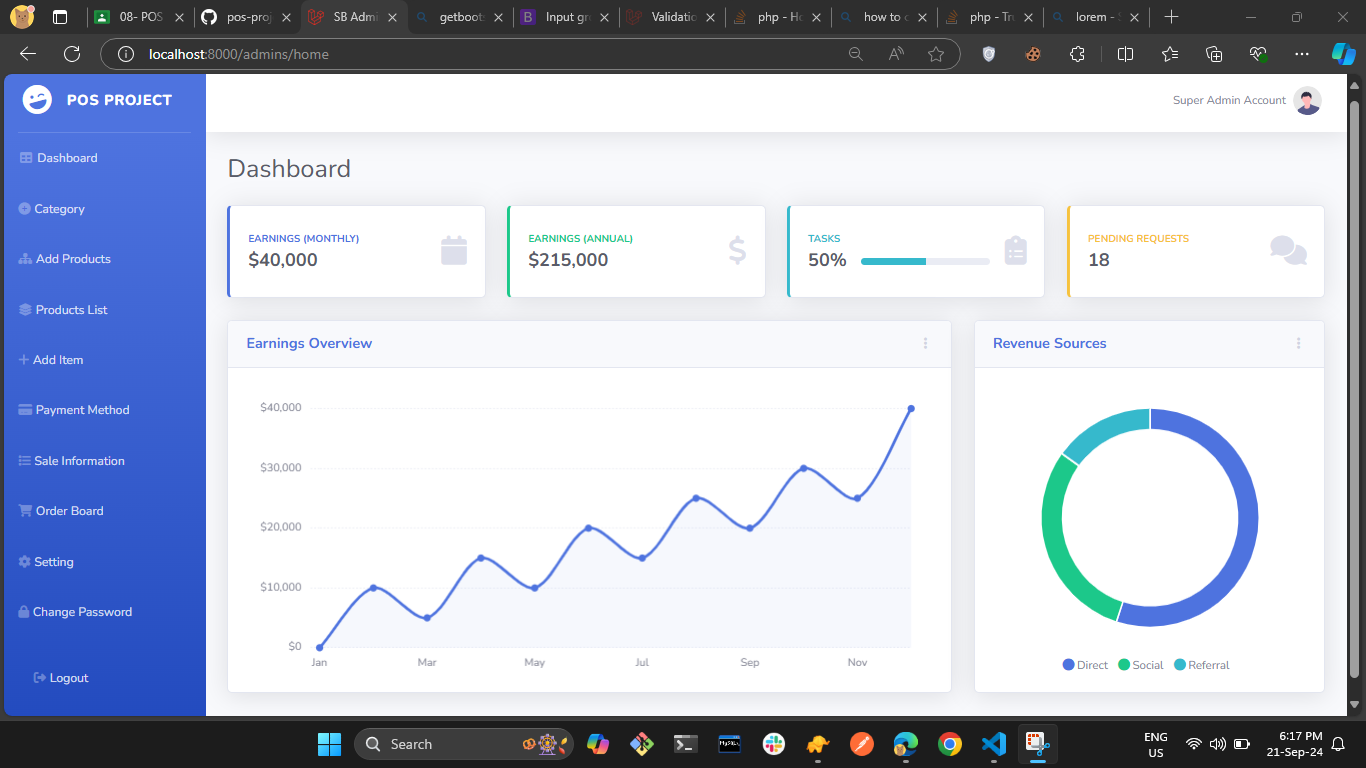 08- POS
pos-proj
SB Admi
getboots
Input gr
Validatio
php - Ho
how to c
php - Tru
lorem - S
localhost:8000/admins/home
POS PROJECT
Super Admin Account
Dashboard
Category
Add Products
Products List
Add Item
Payment Method
Sale Information
Order Board
Setting
Change Password
Logout
Dashboard
EARNINGS (MONTHLY)
$40,000
EARNINGS (ANNUAL)
$215,000
TASKS
50%
PENDING REQUESTS
18
Earnings Overview
$40,000
$30,000
$20,000
$10,000
$0
Jan Mar May Jul Sep Nov
Revenue Sources
Direct Social Referral
Search
ENG
US
6:17 PM
21-Sep-24